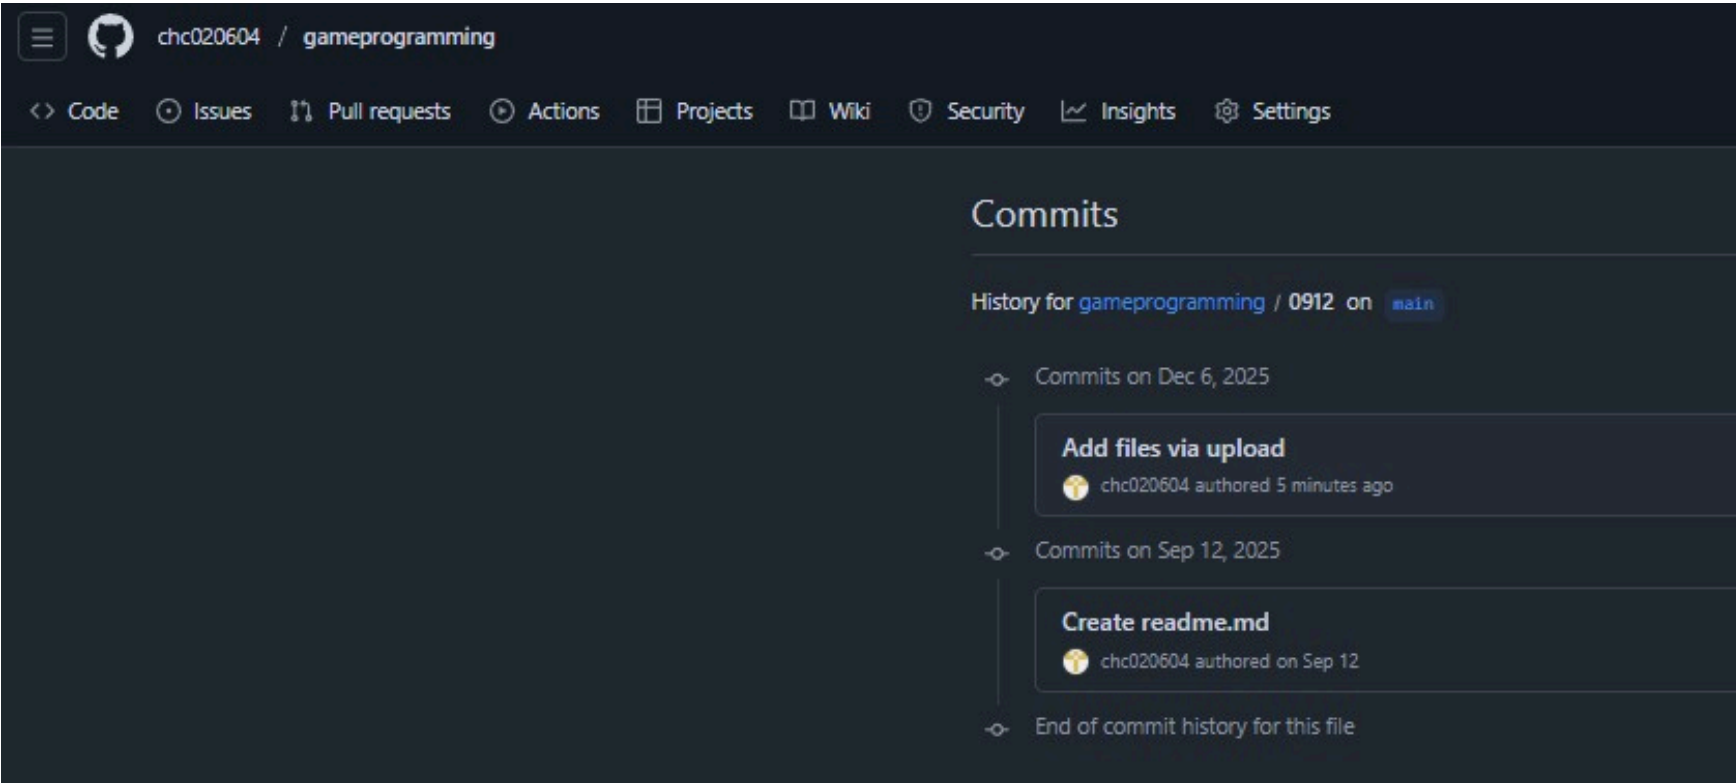 chc020604 / gameprogramming
Code Issues Pull requests Actions Projects Wiki Security Insights Settings
Commits
History for gameprogramming / 0912 on main
Commits on Dec 6, 2025
Add files via upload
chc020604 authored 5 minutes ago
Commits on Sep 12, 2025
Create readme.md
chc020604 authored on Sep 12
End of commit history for this file